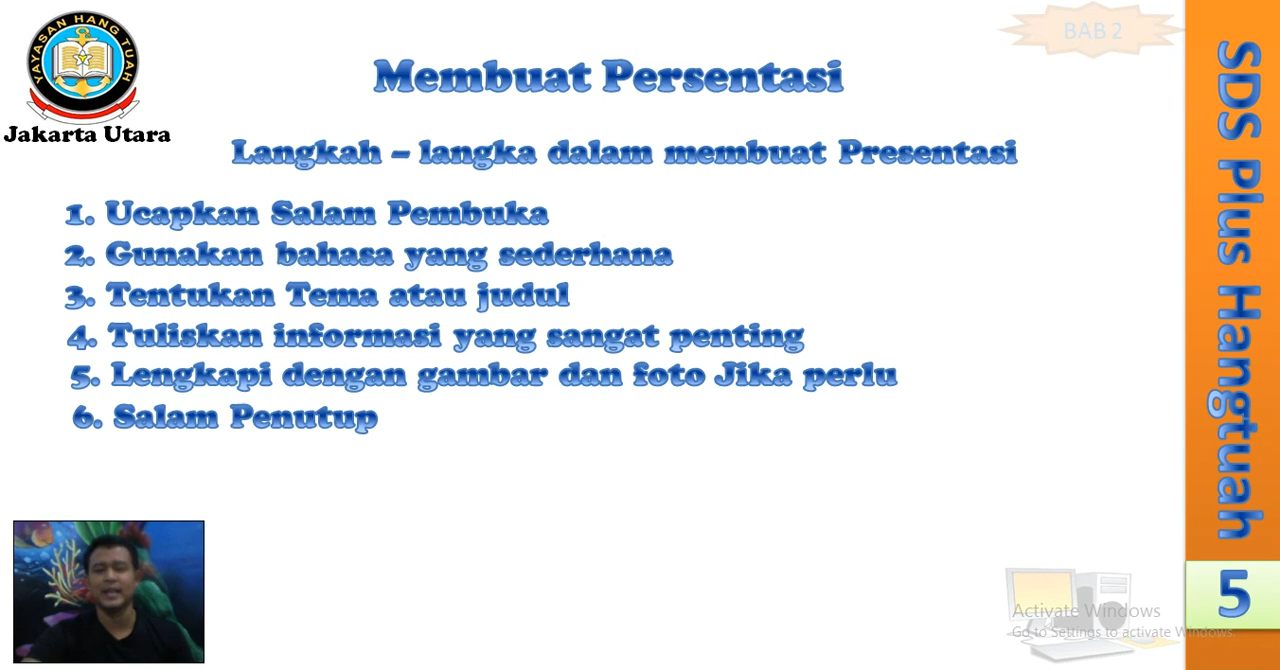 YAYASAN HANG TUAH
Jakarta Utara
BAB 2
Membuat Persentasi
Langkah – langka dalam membuat Presentasi
1. Ucapkan Salam Pembuka
2. Gunakan bahasa yang sederhana
3. Tentukan Tema atau judul
4. Tuliskan informasi yang sangat penting
5. Lengkapi dengan gambar dan foto Jika perlu
6. Salam Penutup
SDS Plus Hangtuah
5
Activate Windows
Go to Settings to activate Windows.